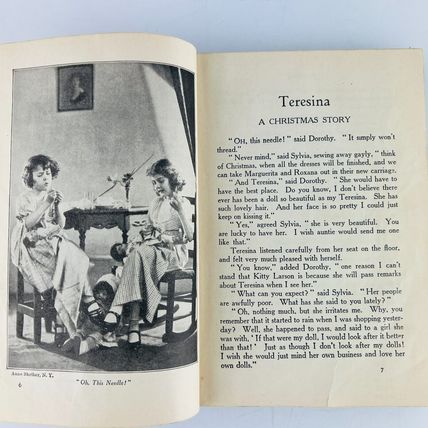 Anne Shriber, N. Y.
6
"Oh, This Needle!"
Teresina
A CHRISTMAS STORY
"OH, this needle!" said Dorothy. "It simply won't
thread."
"Never mind," said Sylvia, sewing away gayly, "think
of Christmas, when all the dresses will be finished, and we
can take Marguerita and Roxana out in their new carriage.
"And Teresina," said Dorothy. "She would have to
have the best place. Do you know, I don't believe there
ever has been a doll so beautiful as my Teresina. She has
such lovely hair. And her face is so pretty I could just
keep on kissing it."
"Yes," agreed Sylvia, "she is very beautiful. You
are lucky to have her. I wish auntie would send me one
like that."
Teresina listened carefully from her seat on the floor,
and felt very much pleased with herself.
"You know," added Dorothy, "one reason I can't
stand that Kitty Larson is because she will pass remarks
about Teresina when I see her."
"What can you expect?" said Sylvia. "Her people
are awfully poor. What has she said to you lately?"
"Oh, nothing much, but she irritates me. Why, you
remember that it started to rain when I was shopping yester-
day? Well, she happened to pass, and said to a girl she
was with, 'If that were my doll, I would look after it better
than that!' Just as though I don't look after my dolls!
I wish she would just mind her own business and love her
own dolls."
7